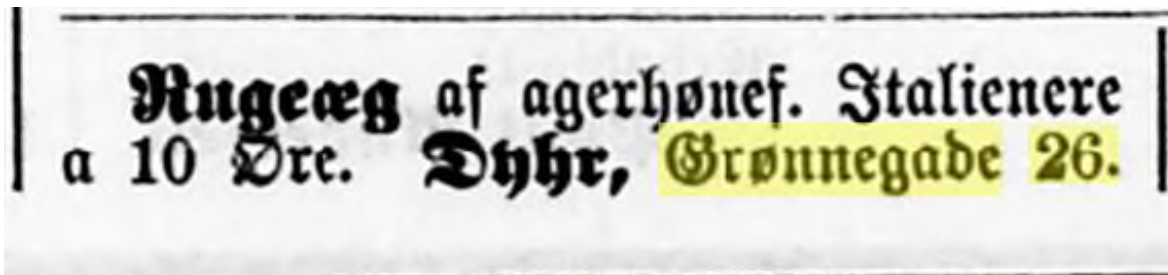 Rugeæg af agerhønef. Italienere
a 10 Øre. Dyhr, Grønnegade 26.